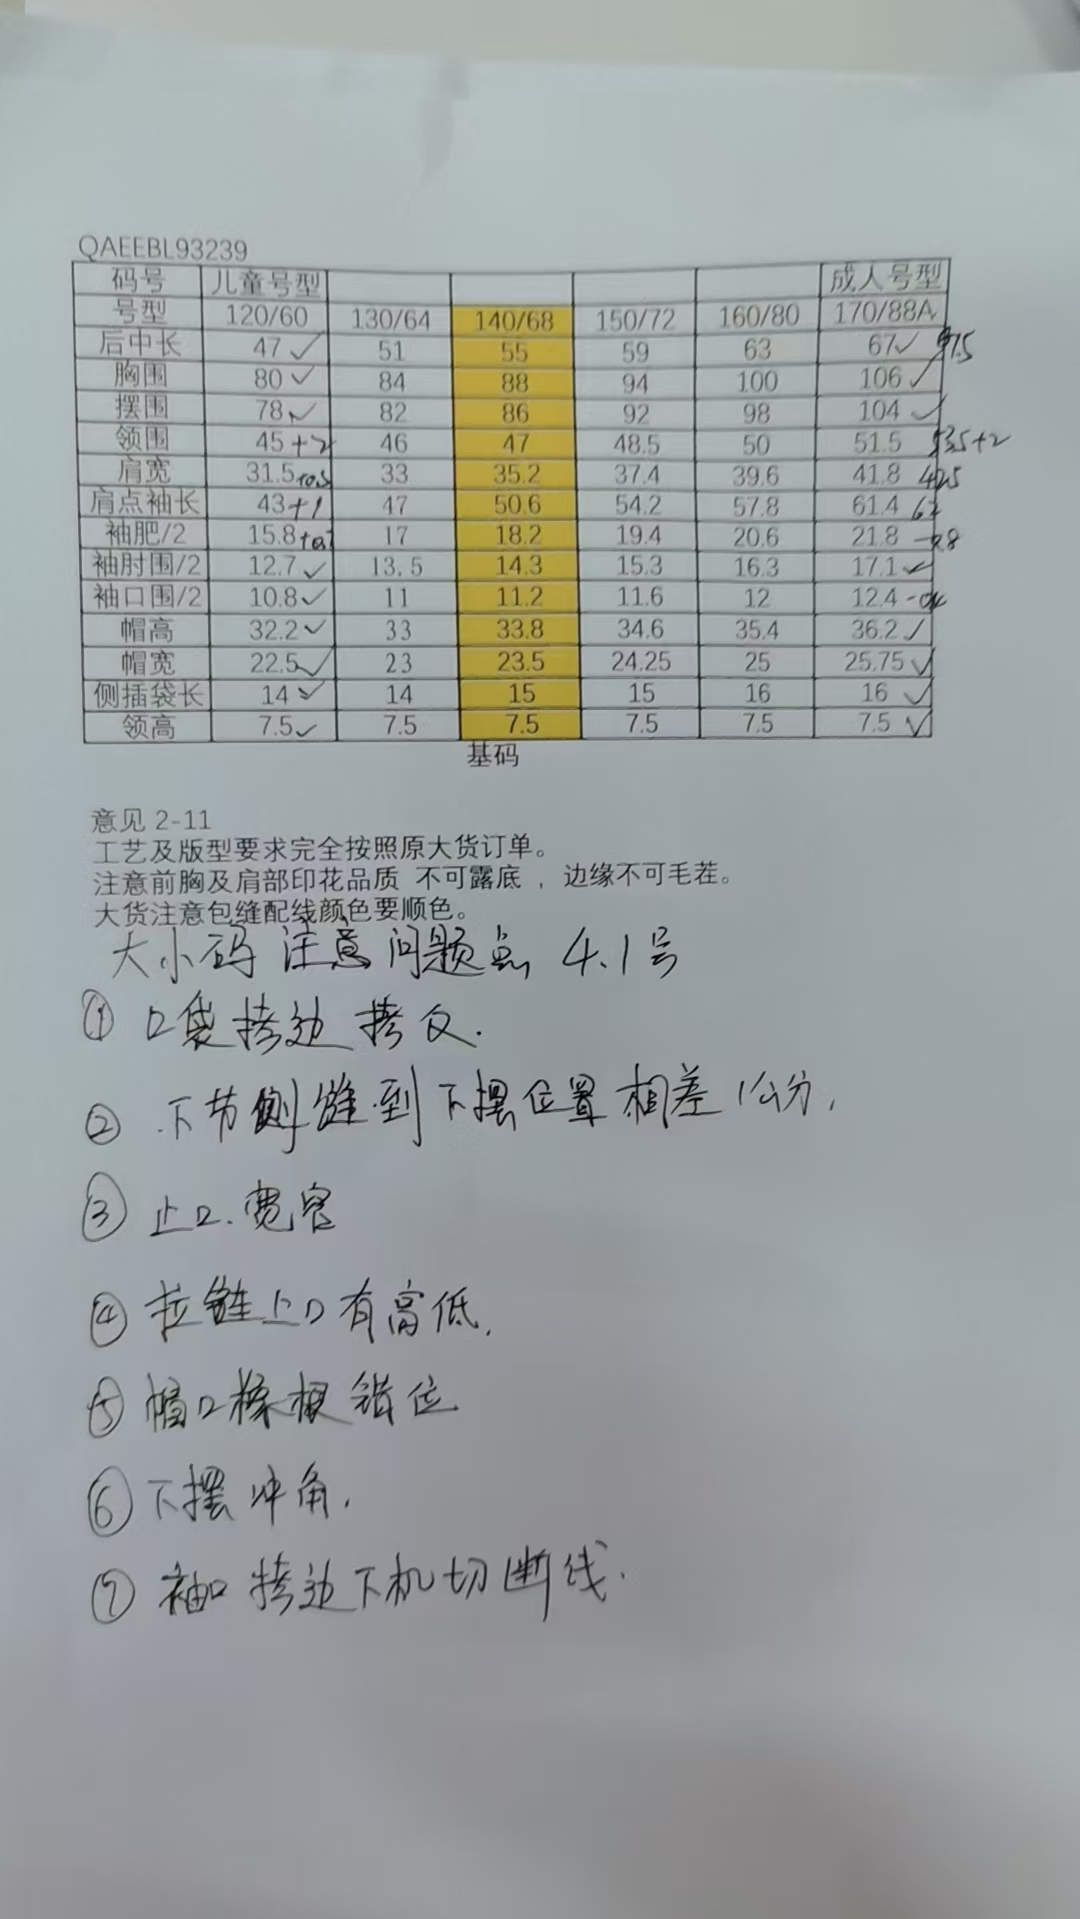 QAEEBL93239
码号 儿童号型 成人号型
号型 120/60 130/64 140/68 150/72 160/80 170/88A
后中长 47 ✓ 51 55 59 63 67 ✓
胸围 80 ✓ 84 88 94 100 106 ✓
摆围 78 ✓ 82 86 92 98 104 ✓
领围 45 +2 46 47 48.5 50 51.5 53.5 +2
肩宽 31.5 +0.5 33 35.2 37.4 39.6 41.8
肩点袖长 43 +1 47 50.6 54.2 57.8 61.4 62
袖肥/2 15.8 17 18.2 19.4 20.6 21.8 -0.8
袖肘围/2 12.7 ✓ 13.5 14.3 15.3 16.3 17.1 ✓
袖口围/2 10.8 ✓ 11 11.2 11.6 12 12.4
帽高 32.2 ✓ 33 33.8 34.6 35.4 36.2 ✓
帽宽 22.5 ✓ 23 23.5 24.25 25 25.75 ✓
侧插袋长 14 ✓ 14 15 15 16 16 ✓
领高 7.5 ✓ 7.5 7.5 7.5 7.5 7.5 ✓
基码
意见 2-11
工艺及版型要求完全按照原大货订单。
注意前胸及肩部印花品质 不可露底 ，边缘不可毛茬。
大货注意包缝配线颜色要顺色。
大小码 注意问题点 4.1号
① 口袋拷边 拷反.
② 下节侧缝到下摆位置相差1公分,
③ 止口.宽窄
④ 拉链上口有高低,
⑤ 帽口橡根错位
⑥ 下摆冲角,
⑦ 袖口拷边下机切断线.